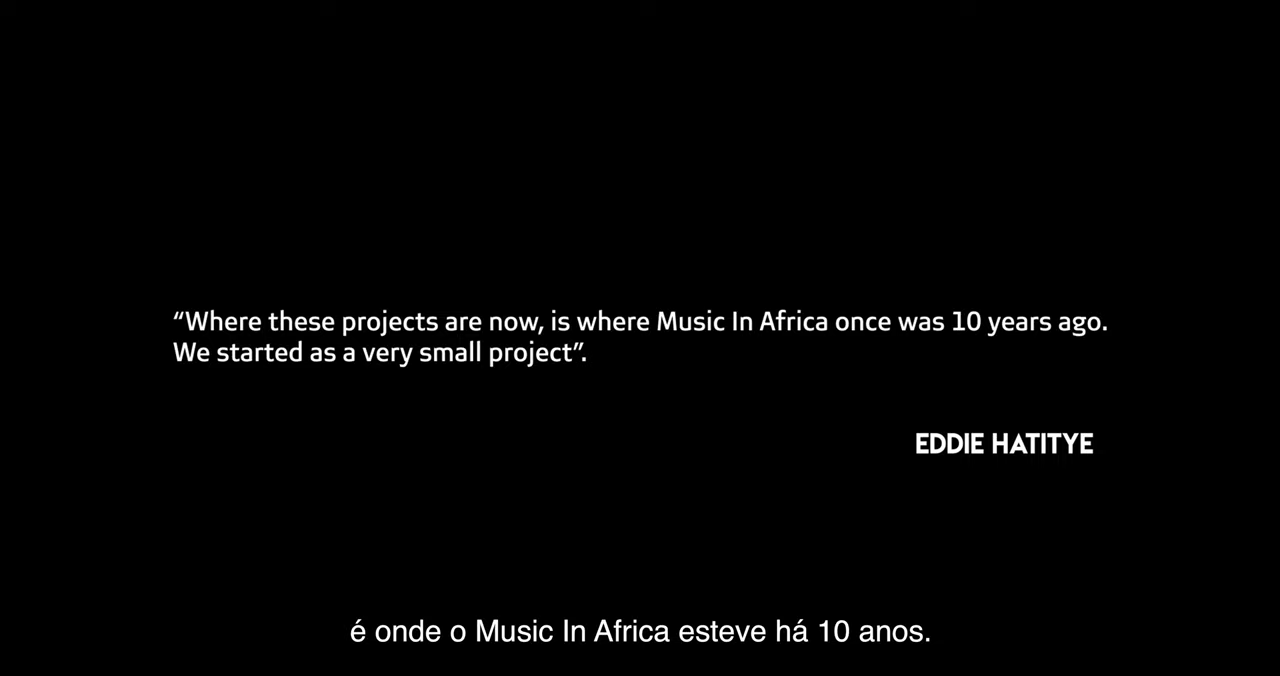 “Where these projects are now, is where Music In Africa once was 10 years ago.
We started as a very small project”.
EDDIE HATITYE
é onde o Music In Africa esteve há 10 anos.